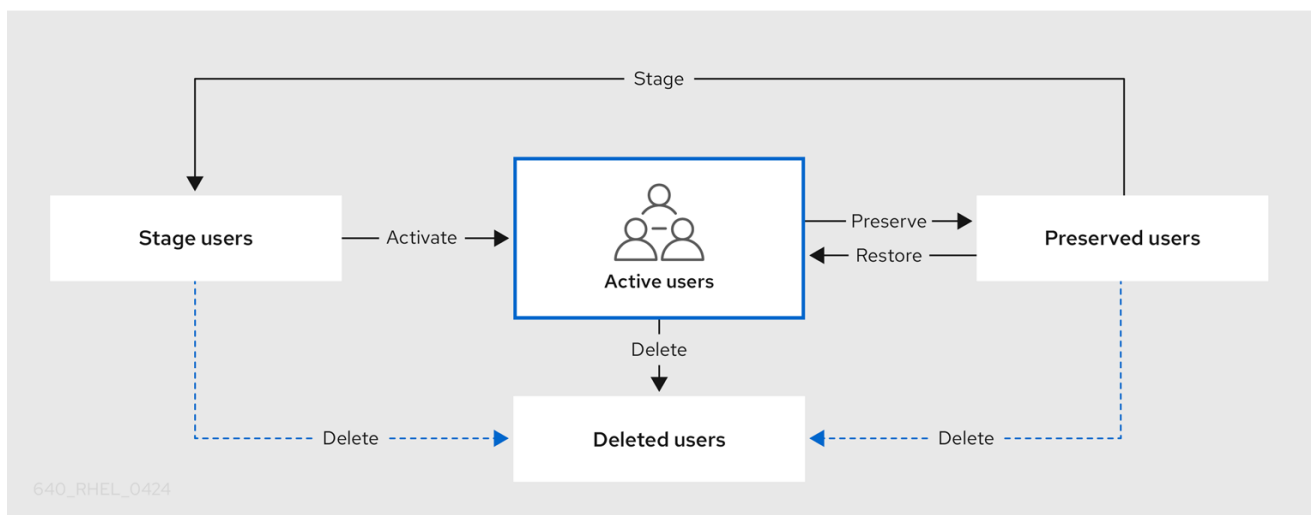 Stage
Stage users
Activate
Active users
Preserve
Restore
Preserved users
Delete
Delete
Deleted users
Delete
640_RHEL_0424